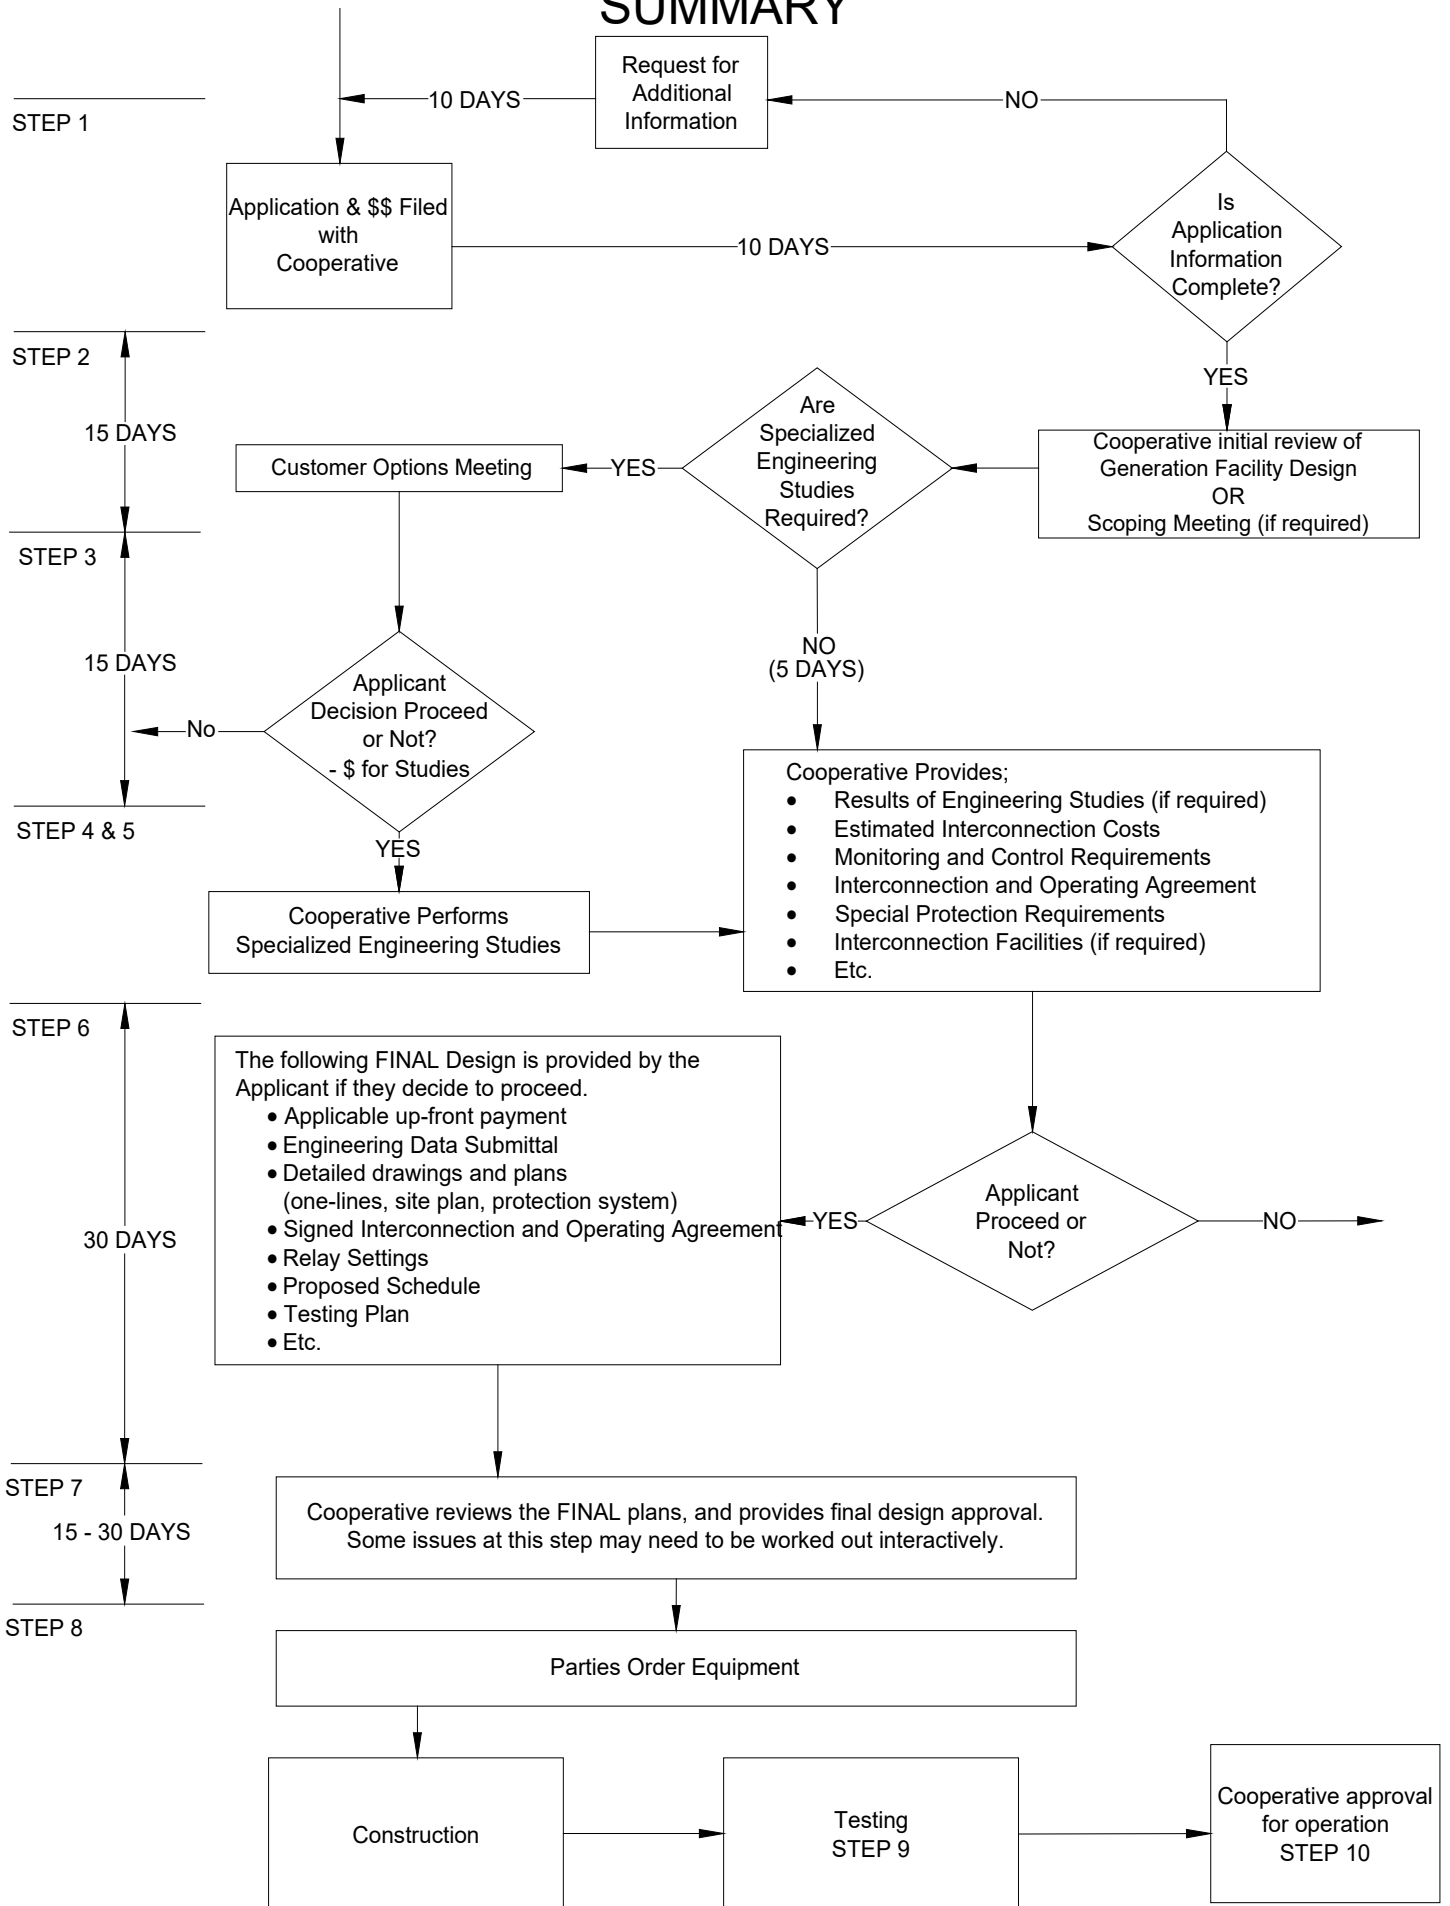 SUMMARY
Request for
Additional
Information
10 DAYS
NO
STEP 1
Application & $$ Filed
with
Cooperative
10 DAYS
Is
Application
Information
Complete?
STEP 2
YES
15 DAYS
Customer Options Meeting
YES
Are
Specialized
Engineering
Studies
Required?
Cooperative initial review of
Generation Facility Design
OR
Scoping Meeting (if required)
STEP 3
15 DAYS
NO
(5 DAYS)
No
Applicant
Decision Proceed
or Not?
- $ for Studies
Cooperative Provides;
• Results of Engineering Studies (if required)
• Estimated Interconnection Costs
• Monitoring and Control Requirements
• Interconnection and Operating Agreement
• Special Protection Requirements
• Interconnection Facilities (if required)
• Etc.
STEP 4 & 5
YES
Cooperative Performs
Specialized Engineering Studies
STEP 6
The following FINAL Design is provided by the
Applicant if they decide to proceed.
• Applicable up-front payment
• Engineering Data Submittal
• Detailed drawings and plans
(one-lines, site plan, protection system)
• Signed Interconnection and Operating Agreement
• Relay Settings
• Proposed Schedule
• Testing Plan
• Etc.
30 DAYS
YES
Applicant
Proceed or
Not?
NO
STEP 7
15 - 30 DAYS
Cooperative reviews the FINAL plans, and provides final design approval.
Some issues at this step may need to be worked out interactively.
STEP 8
Parties Order Equipment
Construction
Testing
STEP 9
Cooperative approval
for operation
STEP 10